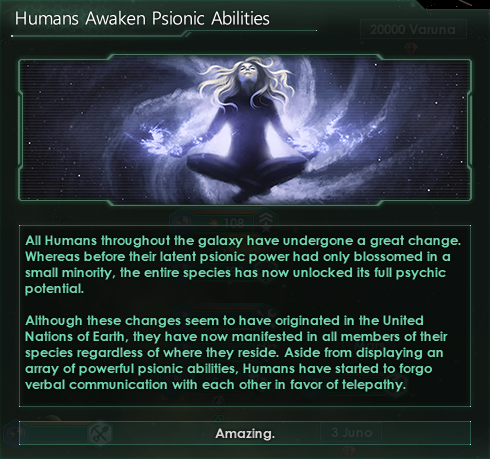 Humans Awaken Psionic Abilities
20000 Varuna
108
All Humans throughout the galaxy have undergone a great change.
Whereas before their latent psionic power had only blossomed in a
small minority, the entire species has now unlocked its full psychic
potential.
Although these changes seem to have originated in the United
Nations of Earth, they have now manifested in all members of their
species regardless of where they reside. Aside from displaying an
array of powerful psionic abilities, Humans have started to forgo
verbal communication with each other in favor of telepathy.
Amazing.
3 Juno